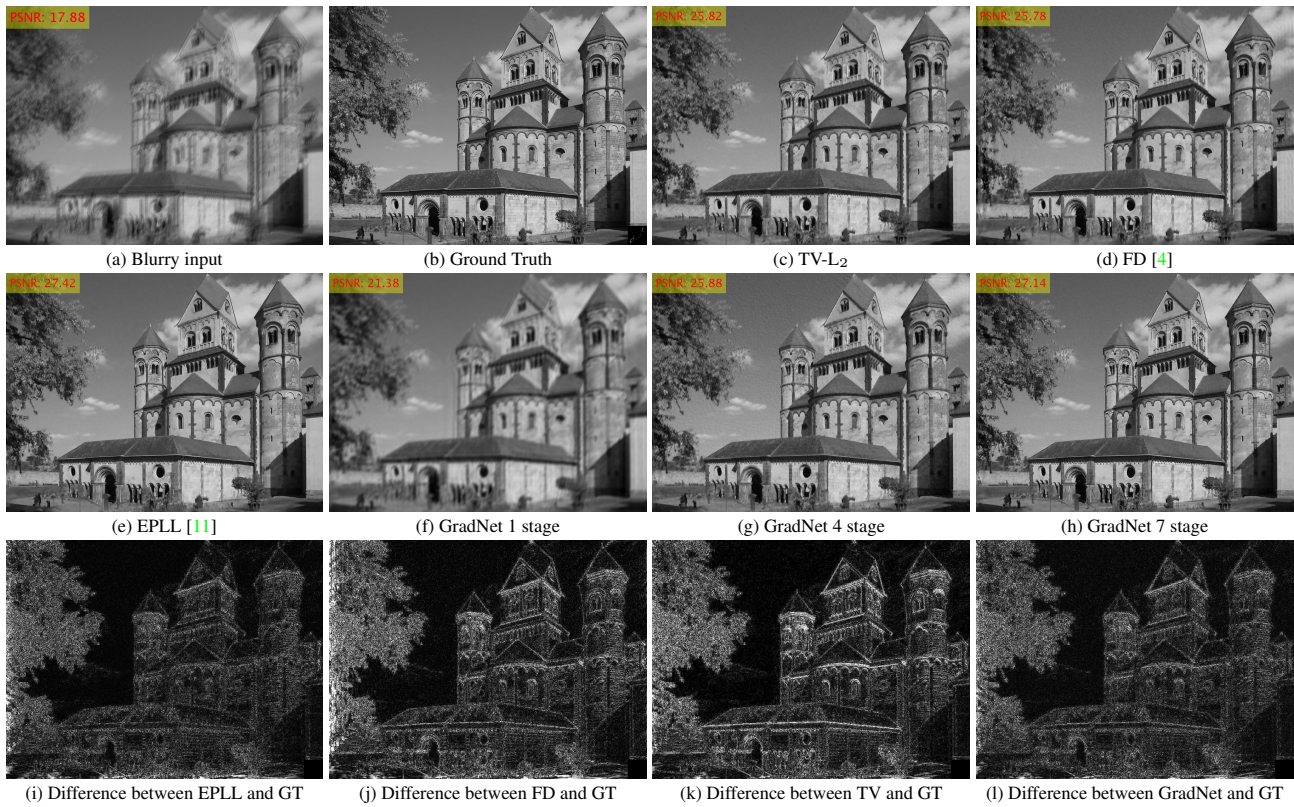 PSNR: 17.88
PSNR: 25.82
PSNR: 25.78
(a) Blurry input
(b) Ground Truth
(c) TV-L₂
(d) FD [4]
PSNR: 27.42
PSNR: 21.38
PSNR: 25.88
PSNR: 27.14
(e) EPLL [11]
(f) GradNet 1 stage
(g) GradNet 4 stage
(h) GradNet 7 stage
(i) Difference between EPLL and GT
(j) Difference between FD and GT
(k) Difference between TV and GT
(l) Difference between GradNet and GT